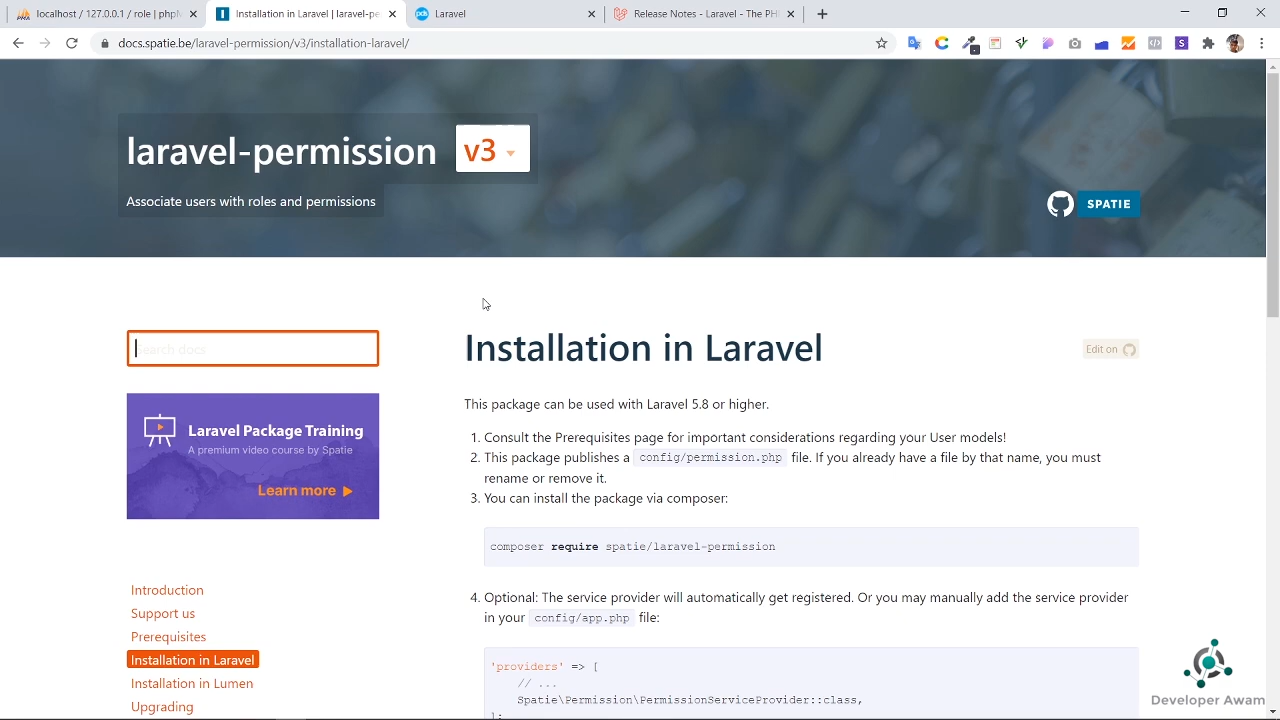 localhost / 127.0.0.1 / role | phpM
Installation in Laravel | laravel-pe
Laravel
Release Notes - Laravel - The PH
docs.spatie.be/laravel-permission/v3/installation-laravel/
laravel-permission
v3
Associate users with roles and permissions
SPATIE
Search docs
Installation in Laravel
Edit on
This package can be used with Laravel 5.8 or higher.
Laravel Package Training
A premium video course by Spatie
Learn more
1. Consult the Prerequisites page for important considerations regarding your User models!
2. This package publishes a config/permission.php file. If you already have a file by that name, you must
rename or remove it.
3. You can install the package via composer:
composer require spatie/laravel-permission
4. Optional: The service provider will automatically get registered. Or you may manually add the service provider
in your config/app.php file:
'providers' => [
// ...
Spatie\Permission\PermissionServiceProvider::class,
];
Introduction
Support us
Prerequisites
Installation in Laravel
Installation in Lumen
Upgrading
Developer Awam